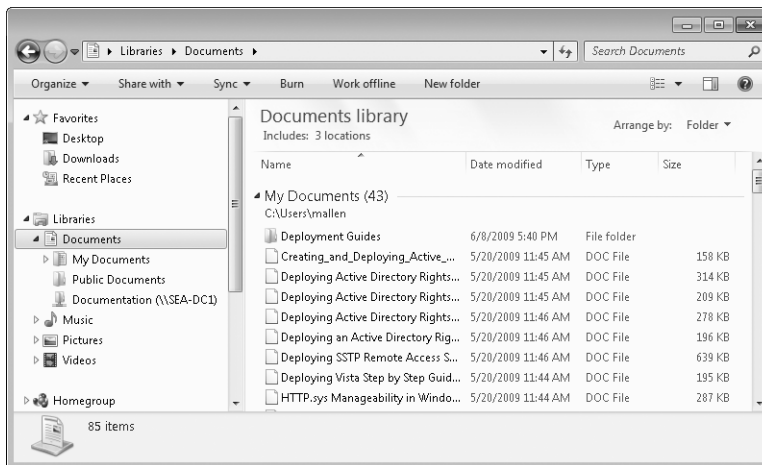 Libraries ▸ Documents ▸
Search Documents
Organize ▾ Share with ▾ Sync ▾ Burn Work offline New folder
Favorites
Desktop
Downloads
Recent Places
Libraries
Documents
My Documents
Public Documents
Documentation (\\SEA-DC1)
Music
Pictures
Videos
Homegroup
Documents library
Includes: 3 locations
Arrange by: Folder ▾
Name Date modified Type Size
My Documents (43)
C:\Users\mallen
Deployment Guides 6/8/2009 5:40 PM File folder
Creating_and_Deploying_Active_... 5/20/2009 11:45 AM DOC File 158 KB
Deploying Active Directory Rights... 5/20/2009 11:45 AM DOC File 314 KB
Deploying Active Directory Rights... 5/20/2009 11:45 AM DOC File 209 KB
Deploying Active Directory Rights... 5/20/2009 11:46 AM DOC File 278 KB
Deploying an Active Directory Rig... 5/20/2009 11:46 AM DOC File 196 KB
Deploying SSTP Remote Access S... 5/20/2009 11:46 AM DOC File 639 KB
Deploying Vista Step by Step Guid... 5/20/2009 11:44 AM DOC File 195 KB
HTTP.sys Manageability in Windo... 5/20/2009 11:44 AM DOC File 287 KB
85 items